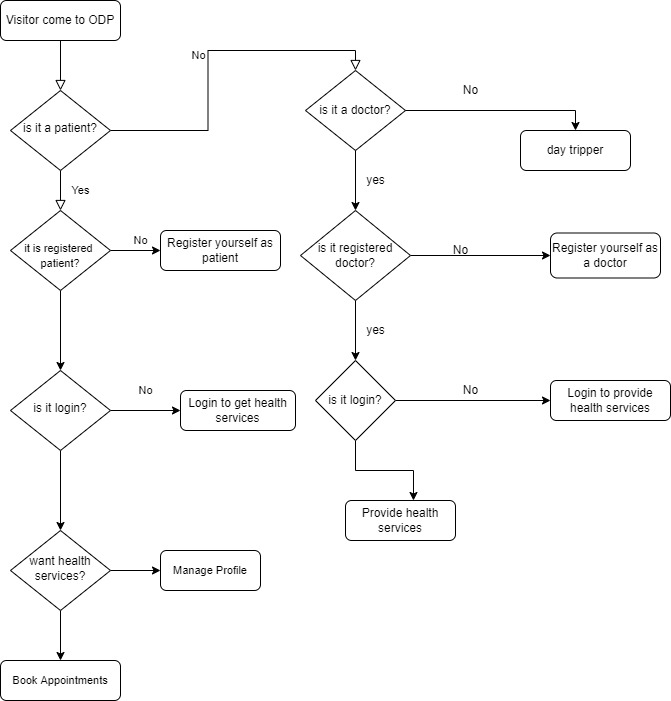 Visitor come to ODP
No
is it a patient?
is it a doctor?
No
day tripper
Yes
yes
it is registered
patient?
No
Register yourself as
patient
is it registered
doctor?
No
Register yourself as
a doctor
yes
is it login?
No
Login to get health
services
is it login?
No
Login to provide
health services
Provide health
services
want health
services?
Manage Profile
Book Appointments